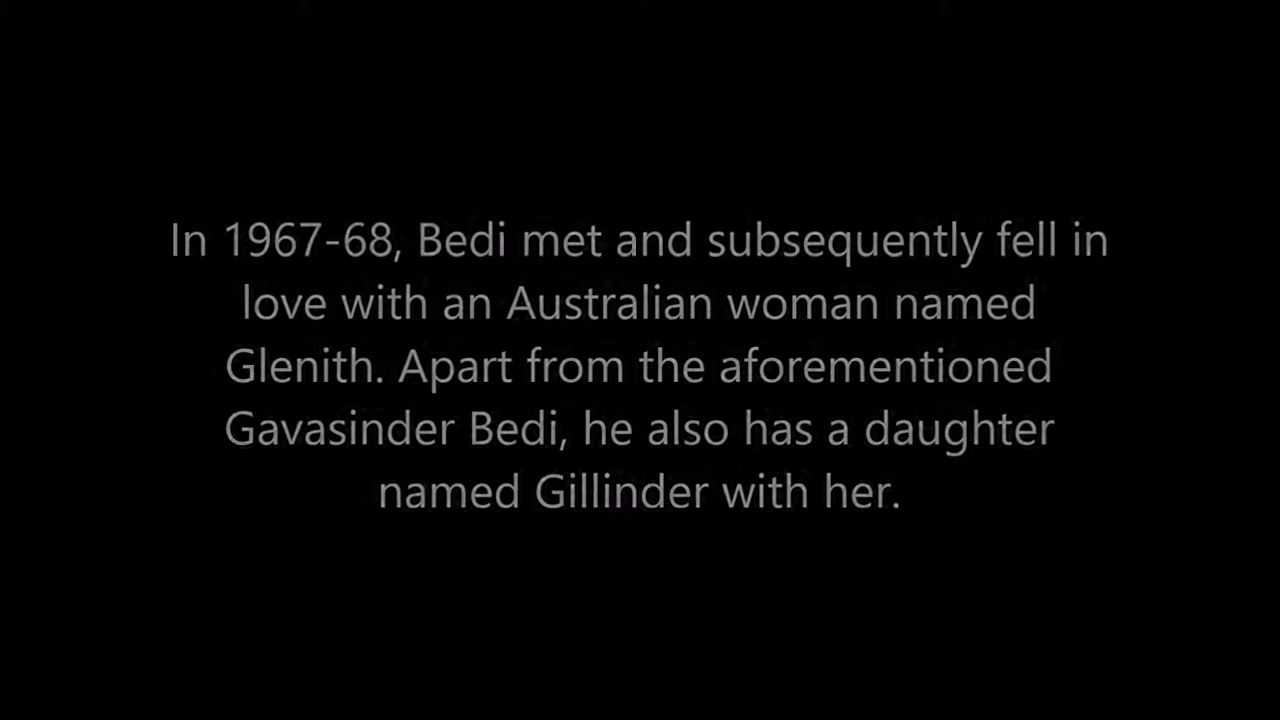 In 1967-68, Bedi met and subsequently fell in
love with an Australian woman named
Glenith. Apart from the aforementioned
Gavasinder Bedi, he also has a daughter
named Gillinder with her.